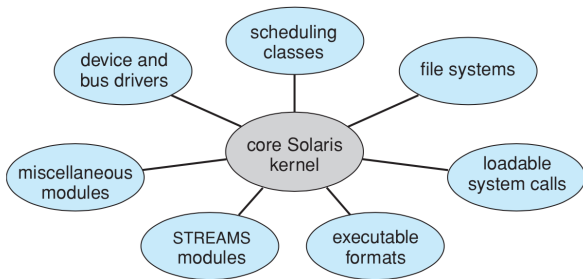 scheduling
classes
device and
bus drivers
file systems
core Solaris
kernel
miscellaneous
modules
loadable
system calls
STREAMS
modules
executable
formats